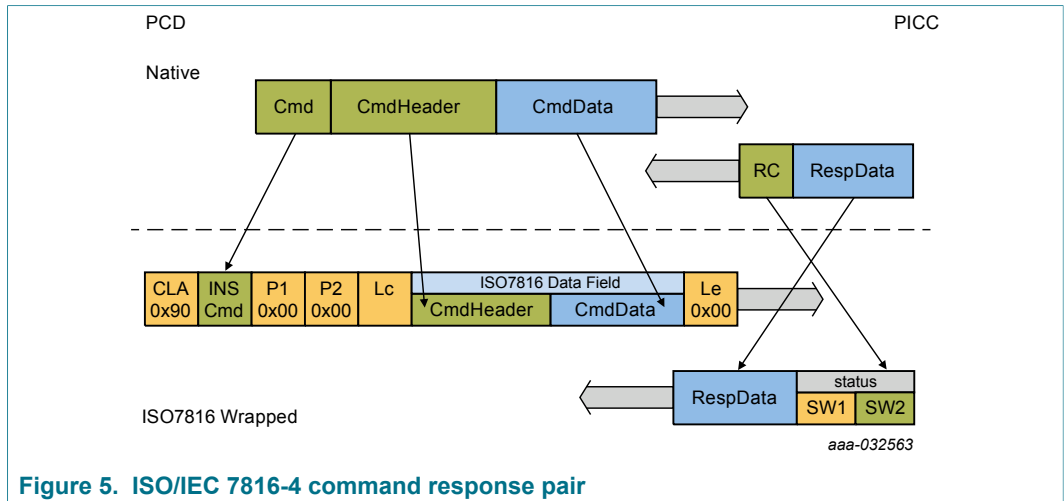 PCD PICC
Native
Cmd CmdHeader CmdData
RC RespData
CLA 0x90 INS Cmd P1 0x00 P2 0x00 Lc ISO7816 Data Field CmdHeader CmdData Le 0x00
RespData status SW1 SW2
ISO7816 Wrapped
aaa-032563
Figure 5. ISO/IEC 7816-4 command response pair